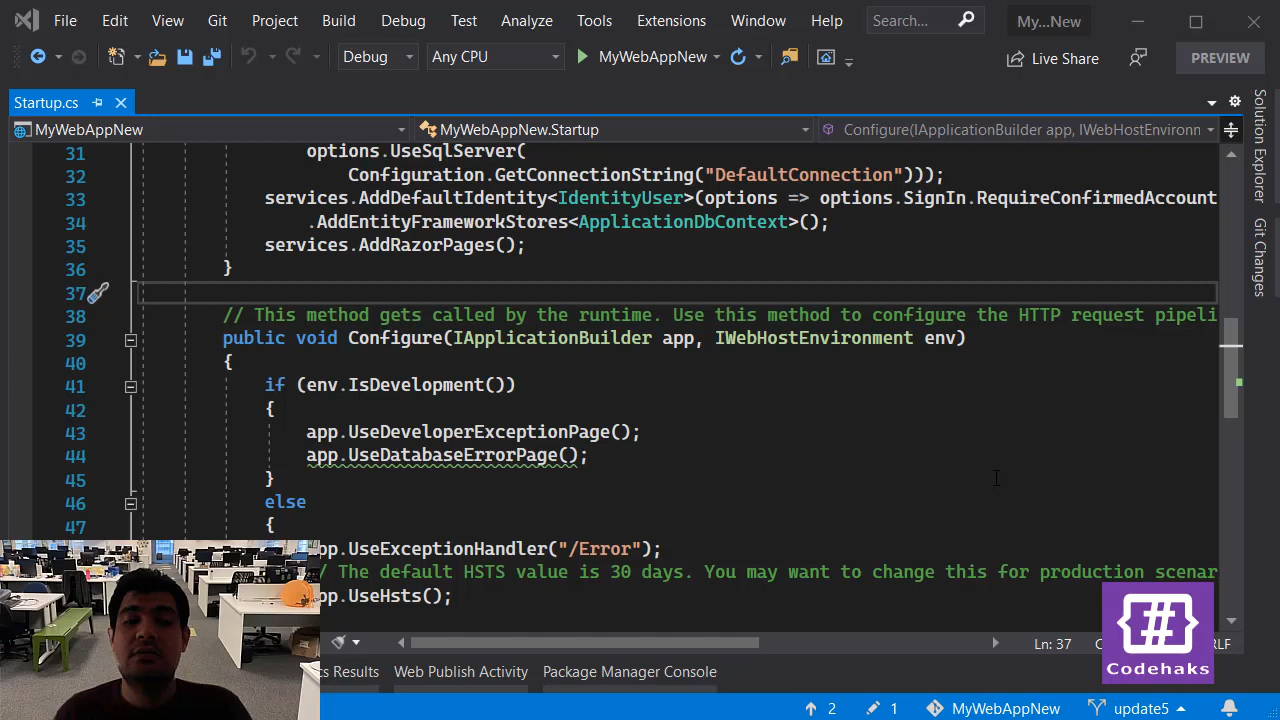 File Edit View Git Project Build Debug Test Analyze Tools Extensions Window Help Search... My...New
Debug Any CPU MyWebAppNew Live Share PREVIEW
Startup.cs
MyWebAppNew MyWebAppNew.Startup Configure(IApplicationBuilder app, IWebHostEnvironn
31 options.UseSqlServer(
32 Configuration.GetConnectionString("DefaultConnection")));
33 services.AddDefaultIdentity<IdentityUser>(options => options.SignIn.RequireConfirmedAccount
34 .AddEntityFrameworkStores<ApplicationDbContext>();
35 services.AddRazorPages();
36 }
37
38 // This method gets called by the runtime. Use this method to configure the HTTP request pipeli
39 public void Configure(IApplicationBuilder app, IWebHostEnvironment env)
40 {
41 if (env.IsDevelopment())
42 {
43 app.UseDeveloperExceptionPage();
44 app.UseDatabaseErrorPage();
45 }
46 else
47 {
pp.UseExceptionHandler("/Error");
/ The default HSTS value is 30 days. You may want to change this for production scenar
pp.UseHsts();
Solution Explorer
Git Changes
Ln: 37 C RLF
#
Codehaks
cs Results Web Publish Activity Package Manager Console
2 1 MyWebAppNew update5